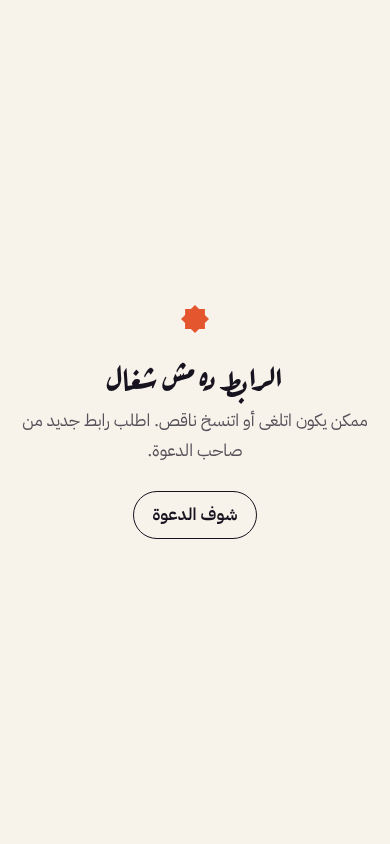 الرابط ده مش شغال
ممكن يكون اتلغى أو اتنسخ ناقص. اطلب رابط جديد من
صاحب الدعوة.
شوف الدعوة